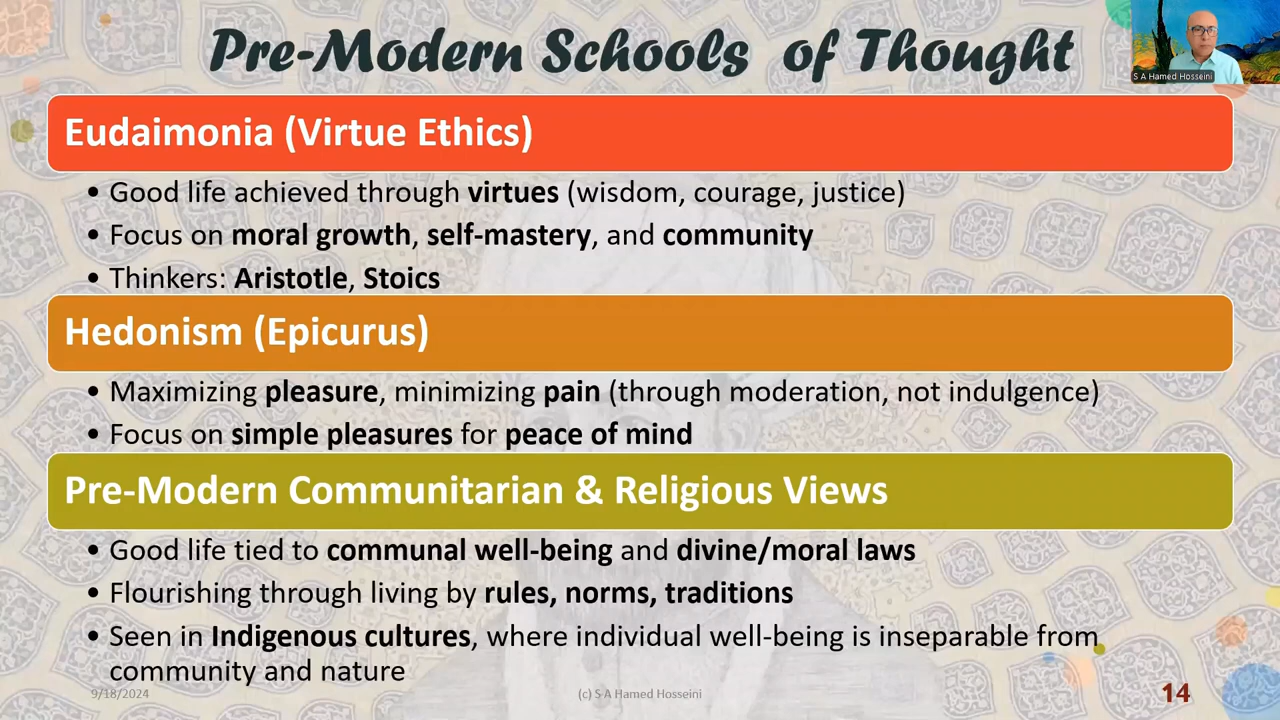 Pre-Modern Schools of Thought
S A Hamed Hosseini
Eudaimonia (Virtue Ethics)
• Good life achieved through virtues (wisdom, courage, justice)
• Focus on moral growth, self-mastery, and community
• Thinkers: Aristotle, Stoics
Hedonism (Epicurus)
• Maximizing pleasure, minimizing pain (through moderation, not indulgence)
• Focus on simple pleasures for peace of mind
Pre-Modern Communitarian & Religious Views
• Good life tied to communal well-being and divine/moral laws
• Flourishing through living by rules, norms, traditions
• Seen in Indigenous cultures, where individual well-being is inseparable from
community and nature
9/18/2024
(c) S A Hamed Hosseini
14